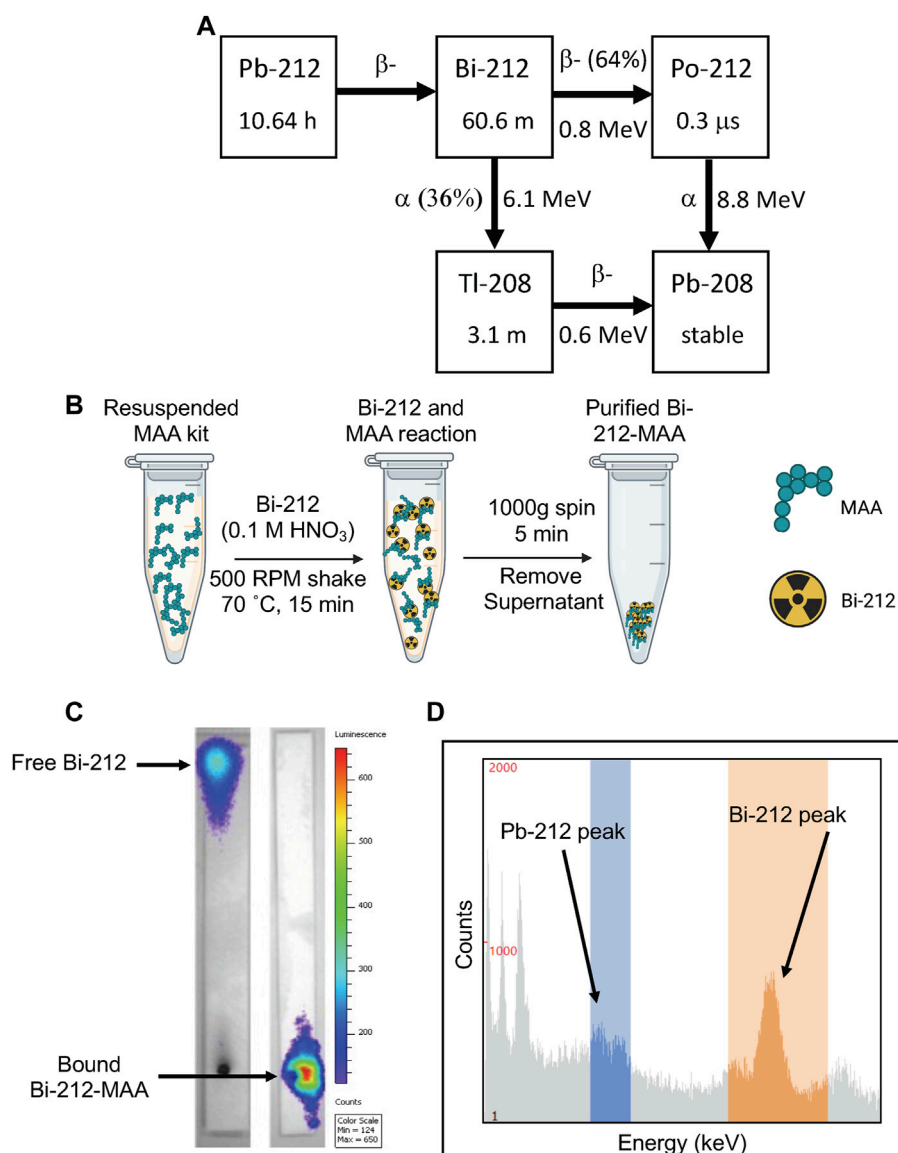 A
Pb-212
10.64 h
β-
Bi-212
60.6 m
β- (64%)
0.8 MeV
Po-212
0.3 μs
α (36%)
6.1 MeV
α
8.8 MeV
Tl-208
3.1 m
β-
0.6 MeV
Pb-208
stable
B
Resuspended
MAA kit
Bi-212
(0.1 M HNO₃)
500 RPM shake
70 ˚C, 15 min
Bi-212 and
MAA reaction
1000g spin
5 min
Remove
Supernatant
Purified Bi-
212-MAA
MAA
Bi-212
C
Free Bi-212
Bound
Bi-212-MAA
Luminescence
600
500
400
300
200
Counts
Color Scale
Min = 124
Max = 650
D
2000
1000
1
Counts
Pb-212 peak
Bi-212 peak
Energy (keV)